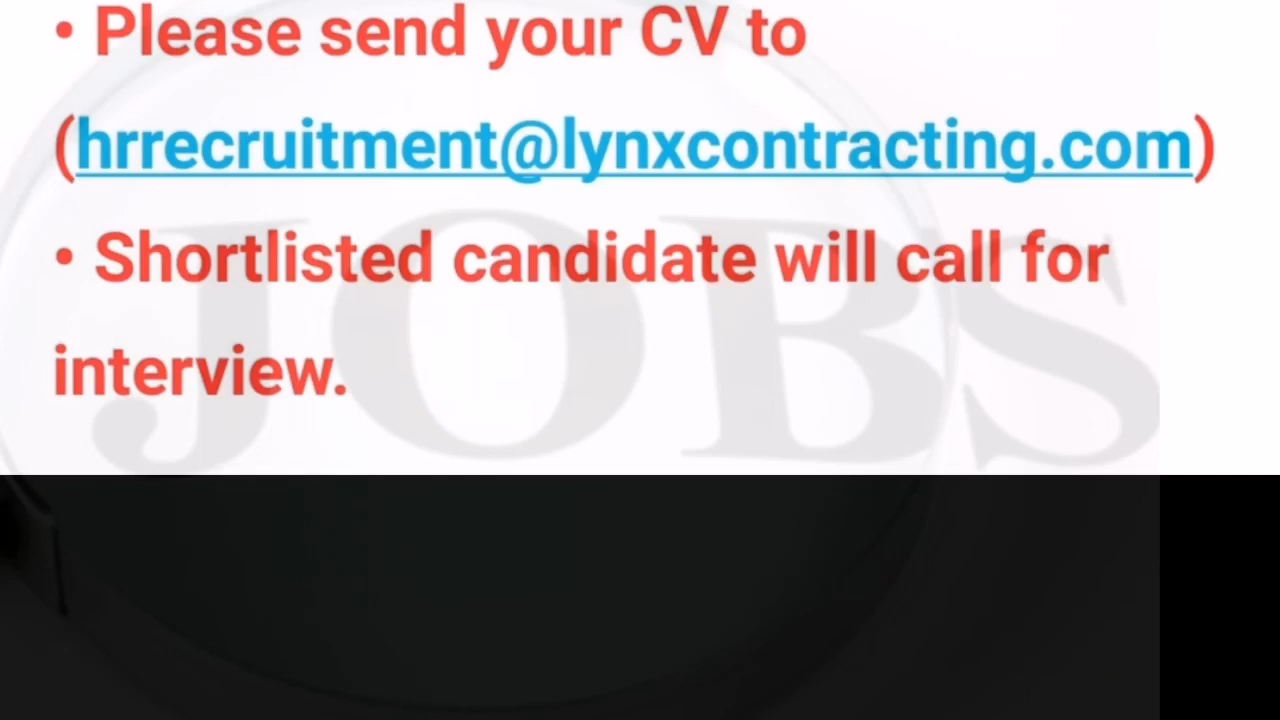 • Please send your CV to
(hrrecruitment@lynxcontracting.com)
• Shortlisted candidate will call for
interview.
JOBS